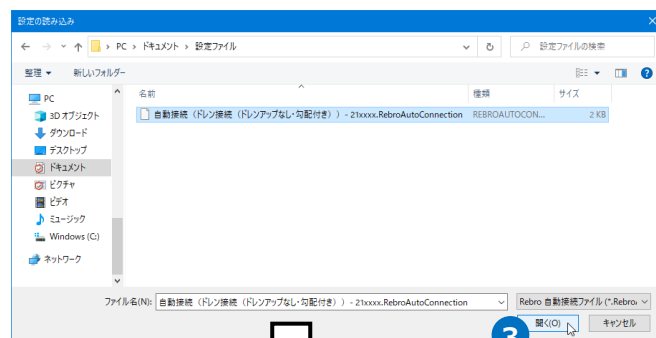 設定の読み込み
PC › ドキュメント › 設定ファイル
設定ファイルの検索
整理 新しいフォルダー
名前 種類 サイズ
自動接続（ドレン接続（ドレンアップなし・勾配付き））- 21xxxx.RebroAutoConnection REBROAUTOCON... 2 KB
PC
3D オブジェクト
ダウンロード
デスクトップ
ドキュメント
ピクチャ
ビデオ
ミュージック
Windows (C:)
ネットワーク
ファイル名(N): 自動接続（ドレン接続（ドレンアップなし・勾配付き））- 21xxxx.RebroAutoConnection Rebro 自動接続ファイル (*.Rebro
3 開く(O) キャンセル